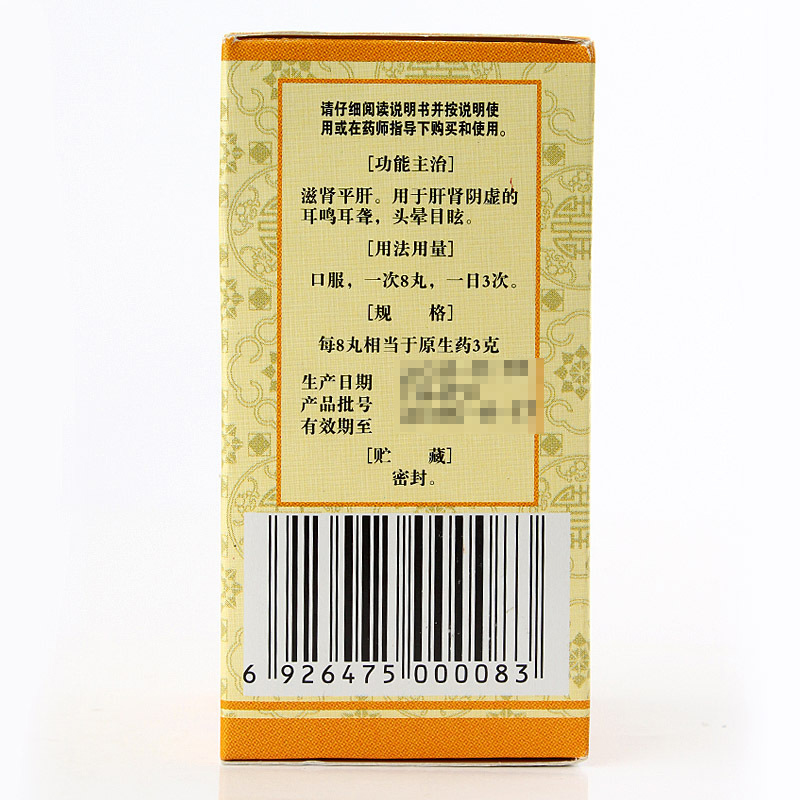 请仔细阅读说明书并按说明使
用或在药师指导下购买和使用。
[功能主治]
滋肾平肝。用于肝肾阴虚的
耳鸣耳聋，头晕目眩。
[用法用量]
口服，一次8丸，一日3次。
[规 格]
每8丸相当于原生药3克
生产日期
产品批号
有效期至
[贮 藏]
密封。
6 926475 000083